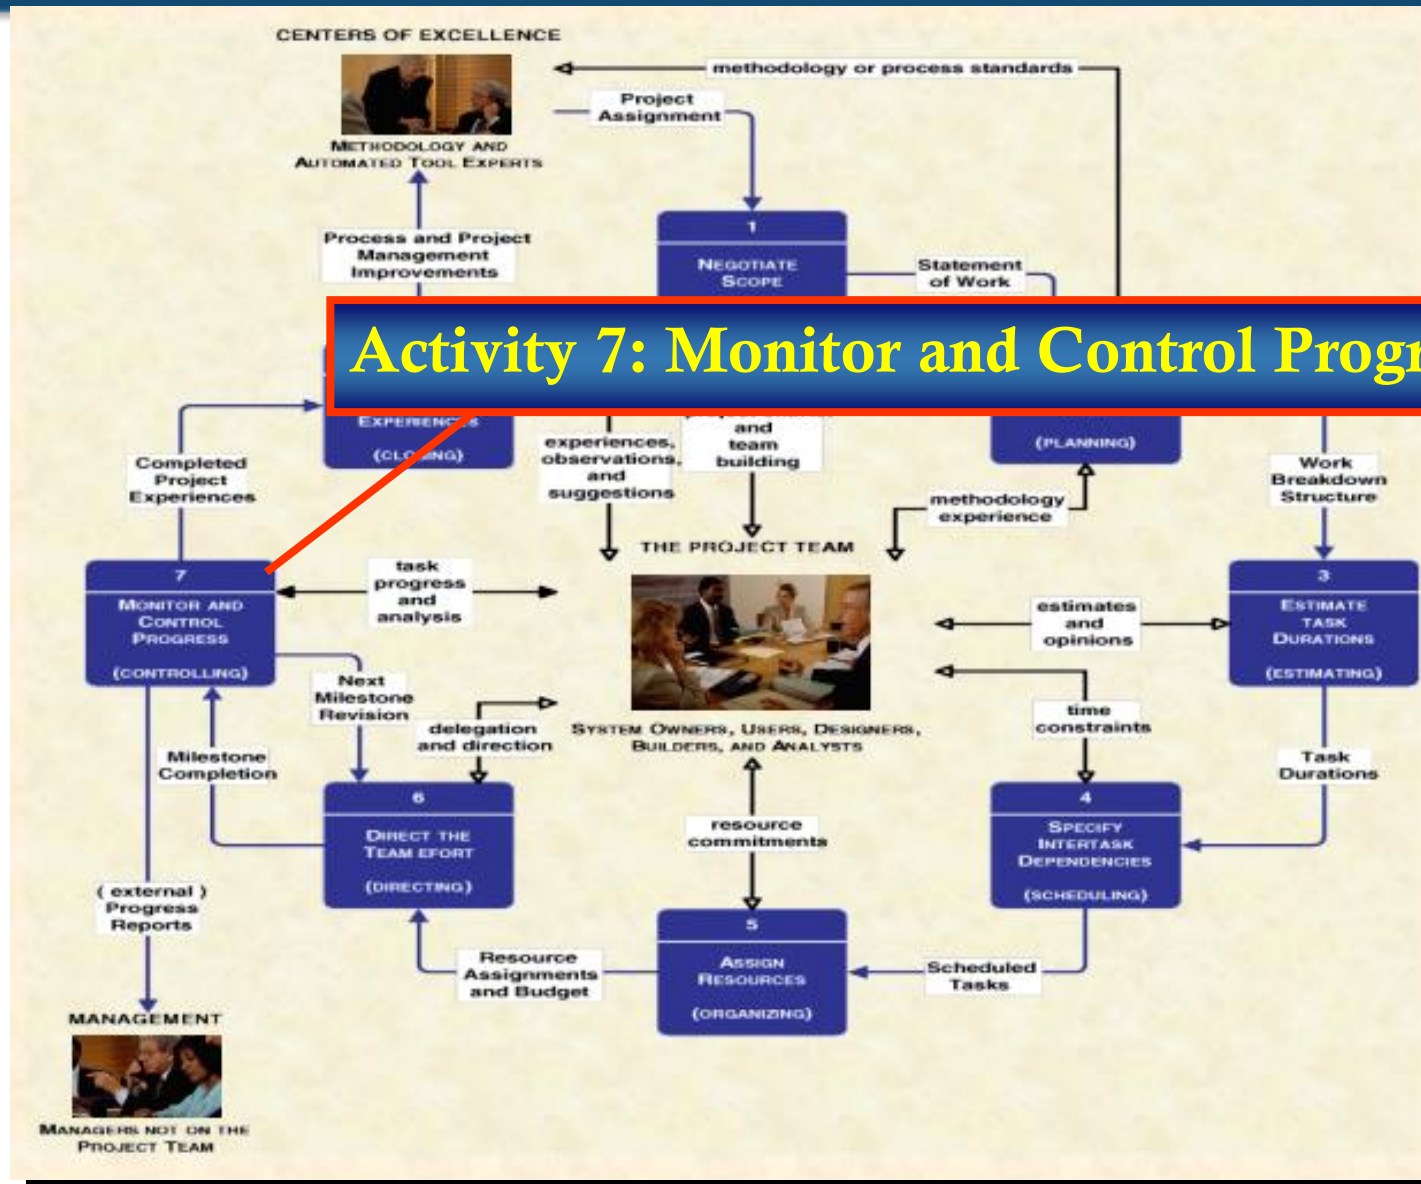 CENTERS OF EXCELLENCE
methodology or process standards
Project
Assignment
METHODOLOGY AND
AUTOMATED TOOL EXPERTS
Process and Project
Management
Improvements
1
NEGOTIATE
SCOPE
Statement
of Work
Activity 7: Monitor and Control Progr
EXPERIENCES
(CLOSING)
experiences,
observations,
and
suggestions
and
team
building
(PLANNING)
Completed
Project
Experiences
methodology
experience
Work
Breakdown
Structure
THE PROJECT TEAM
7
MONITOR AND
CONTROL
PROGRESS
(CONTROLLING)
task
progress
and
analysis
estimates
and
opinions
3
ESTIMATE
TASK
DURATIONS
(ESTIMATING)
Next
Milestone
Revision
delegation
and direction
SYSTEM OWNERS, USERS, DESIGNERS,
BUILDERS, AND ANALYSTS
time
constraints
Milestone
Completion
Task
Durations
6
DIRECT THE
TEAM EFORT
(DIRECTING)
resource
commitments
4
SPECIFY
INTERTASK
DEPENDENCIES
(SCHEDULING)
( external )
Progress
Reports
5
ASSIGN
RESOURCES
(ORGANIZING)
Resource
Assignments
and Budget
Scheduled
Tasks
MANAGEMENT
MANAGERS NOT ON THE
PROJECT TEAM